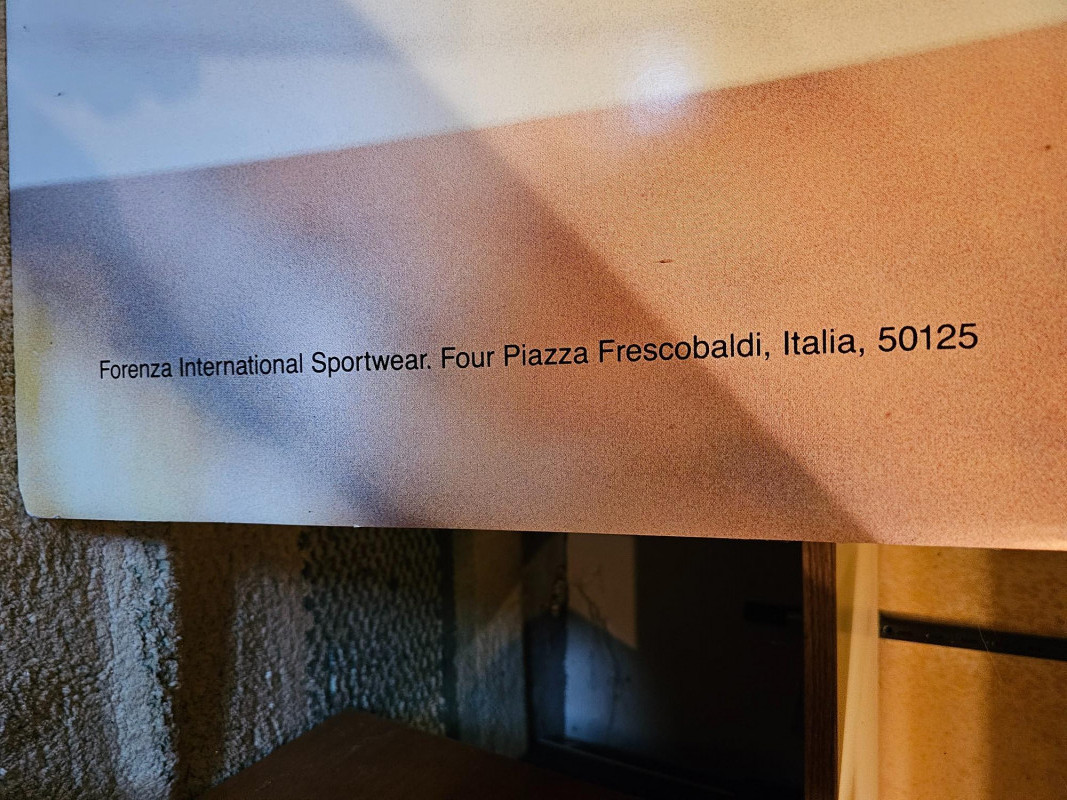 Forenza International Sportwear. Four Piazza Frescobaldi, Italia, 50125